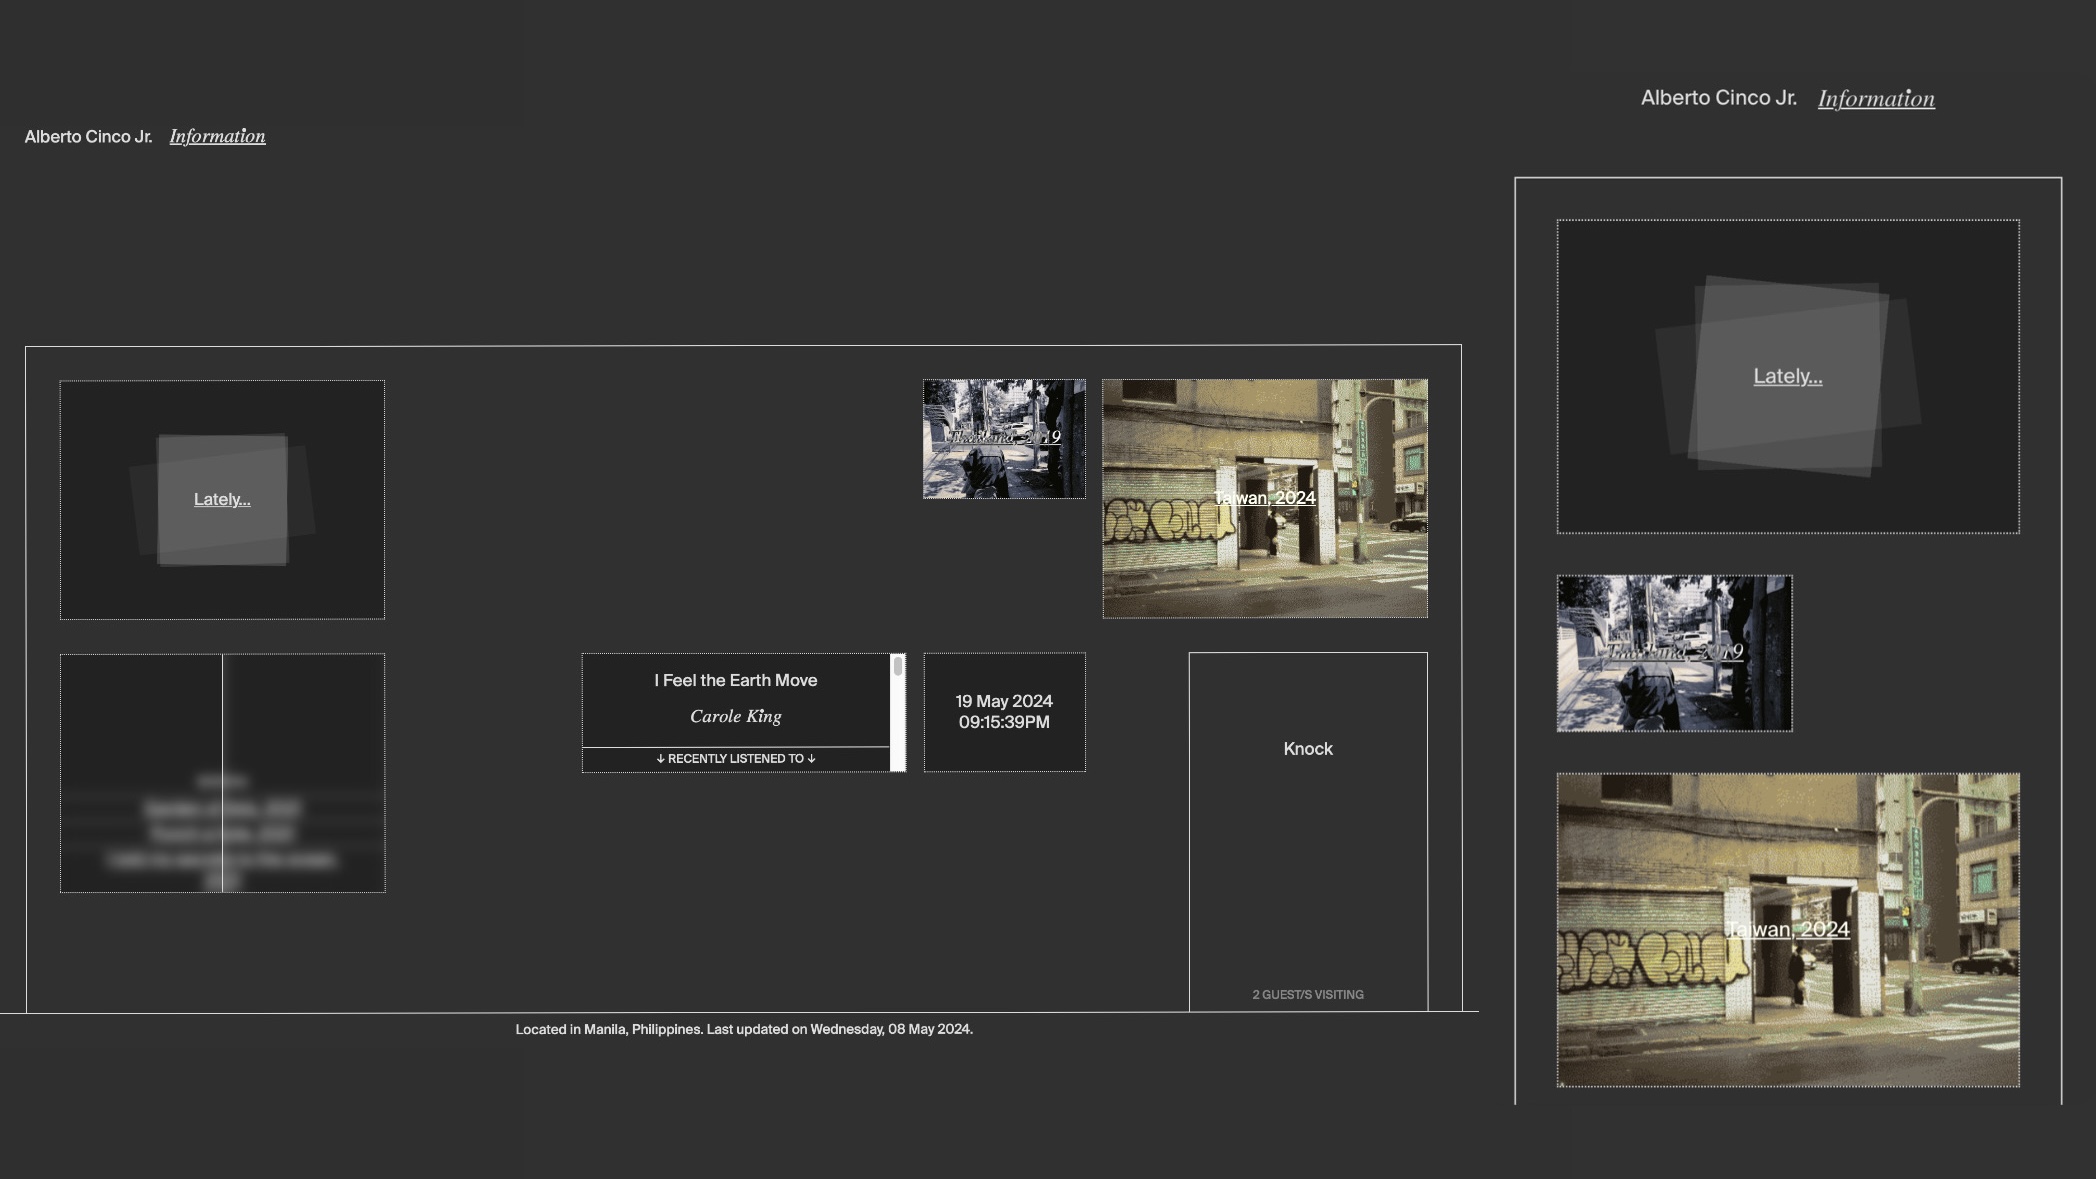 Alberto Cinco Jr. Information
Lately...
Thailand, 2019
Taiwan, 2024
I Feel the Earth Move
Carole King
↓ RECENTLY LISTENED TO ↓
19 May 2024
09:15:39PM
Knock
2 GUEST/S VISITING
Located in Manila, Philippines. Last updated on Wednesday, 08 May 2024.
Alberto Cinco Jr. Information
Lately...
Thailand, 2019
Taiwan, 2024